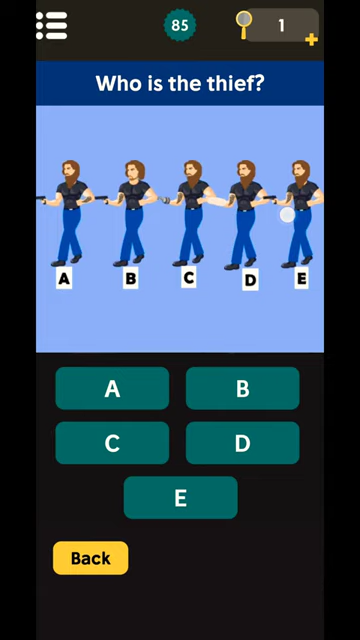 85
1
Who is the thief?
A B C D E
A B
C D
E
Back